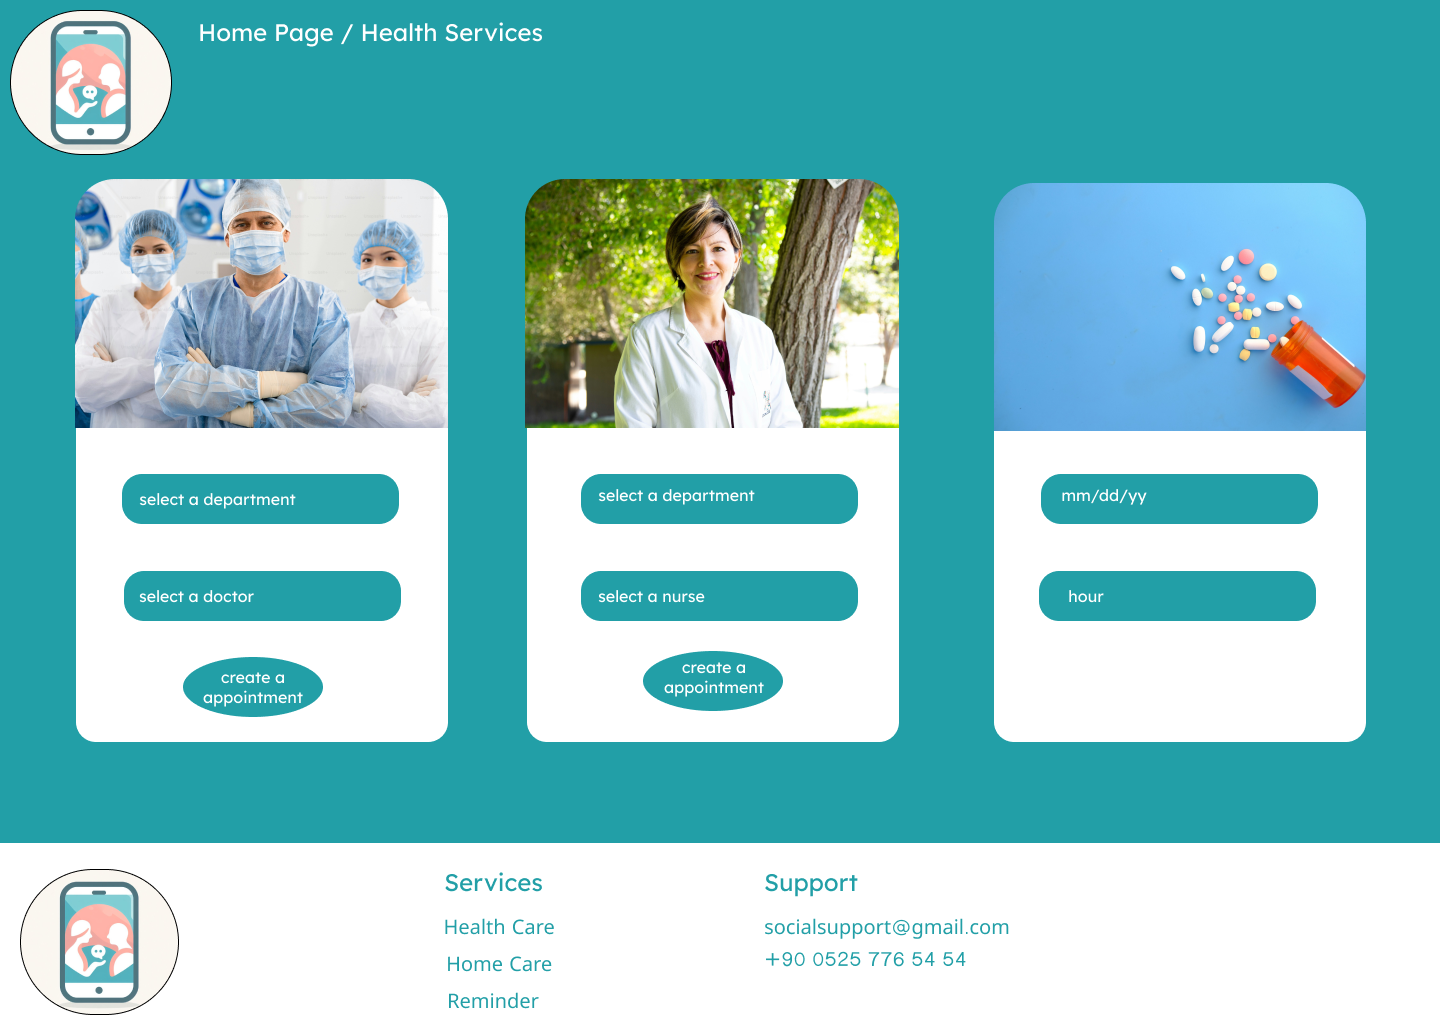 Home Page / Health Services
select a department
select a doctor
create a
appointment
select a department
select a nurse
create a
appointment
mm/dd/yy
hour
Services
Health Care
Home Care
Reminder
Support
socialsupport@gmail.com
+90 0525 776 54 54